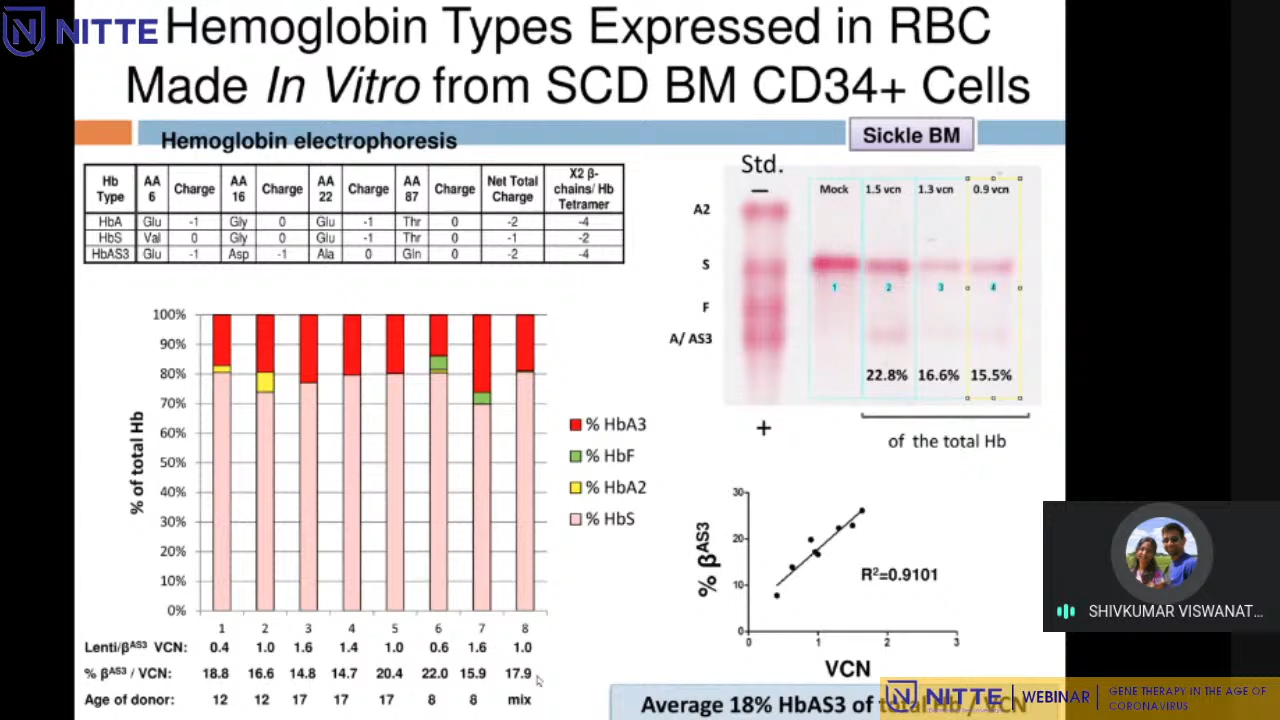 NITTE
Hemoglobin Types Expressed in RBC
Made In Vitro from SCD BM CD34+ Cells
Hemoglobin electrophoresis
Sickle BM
Hb Type AA 6 Charge AA 16 Charge AA 22 Charge AA 87 Charge Net Total Charge X2 β-chains/ Hb Tetramer
HbA Glu -1 Gly 0 Glu -1 Thr 0 -2 -4
HbS Val 0 Gly 0 Glu -1 Thr 0 -1 -2
HbAS3 Glu -1 Asp -1 Ala 0 Gln 0 -2 -4
Std.
−
Mock 1.5 vcn 1.3 vcn 0.9 vcn
A2
S
1 2 3 4
F
A/ AS3
22.8% 16.6% 15.5%
+
of the total Hb
% of total Hb
100%
90%
80%
70%
60%
50%
40%
30%
20%
10%
0%
% HbA3
% HbF
% HbA2
% HbS
1 2 3 4 5 6 7 8
Lenti/βAS3 VCN: 0.4 1.0 1.6 1.4 1.0 0.6 1.6 1.0
% βAS3 / VCN: 18.8 16.6 14.8 14.7 20.4 22.0 15.9 17.9
Age of donor: 12 12 17 17 17 8 8 mix
% βAS3
30
20
10
0
R2=0.9101
0 1 2 3
VCN
Average 18% HbAS3 of total Hb / VCN
SHIVKUMAR VISWANAT...
NITTE
WEBINAR
GENE THERAPY IN THE AGE OF
CORONAVIRUS